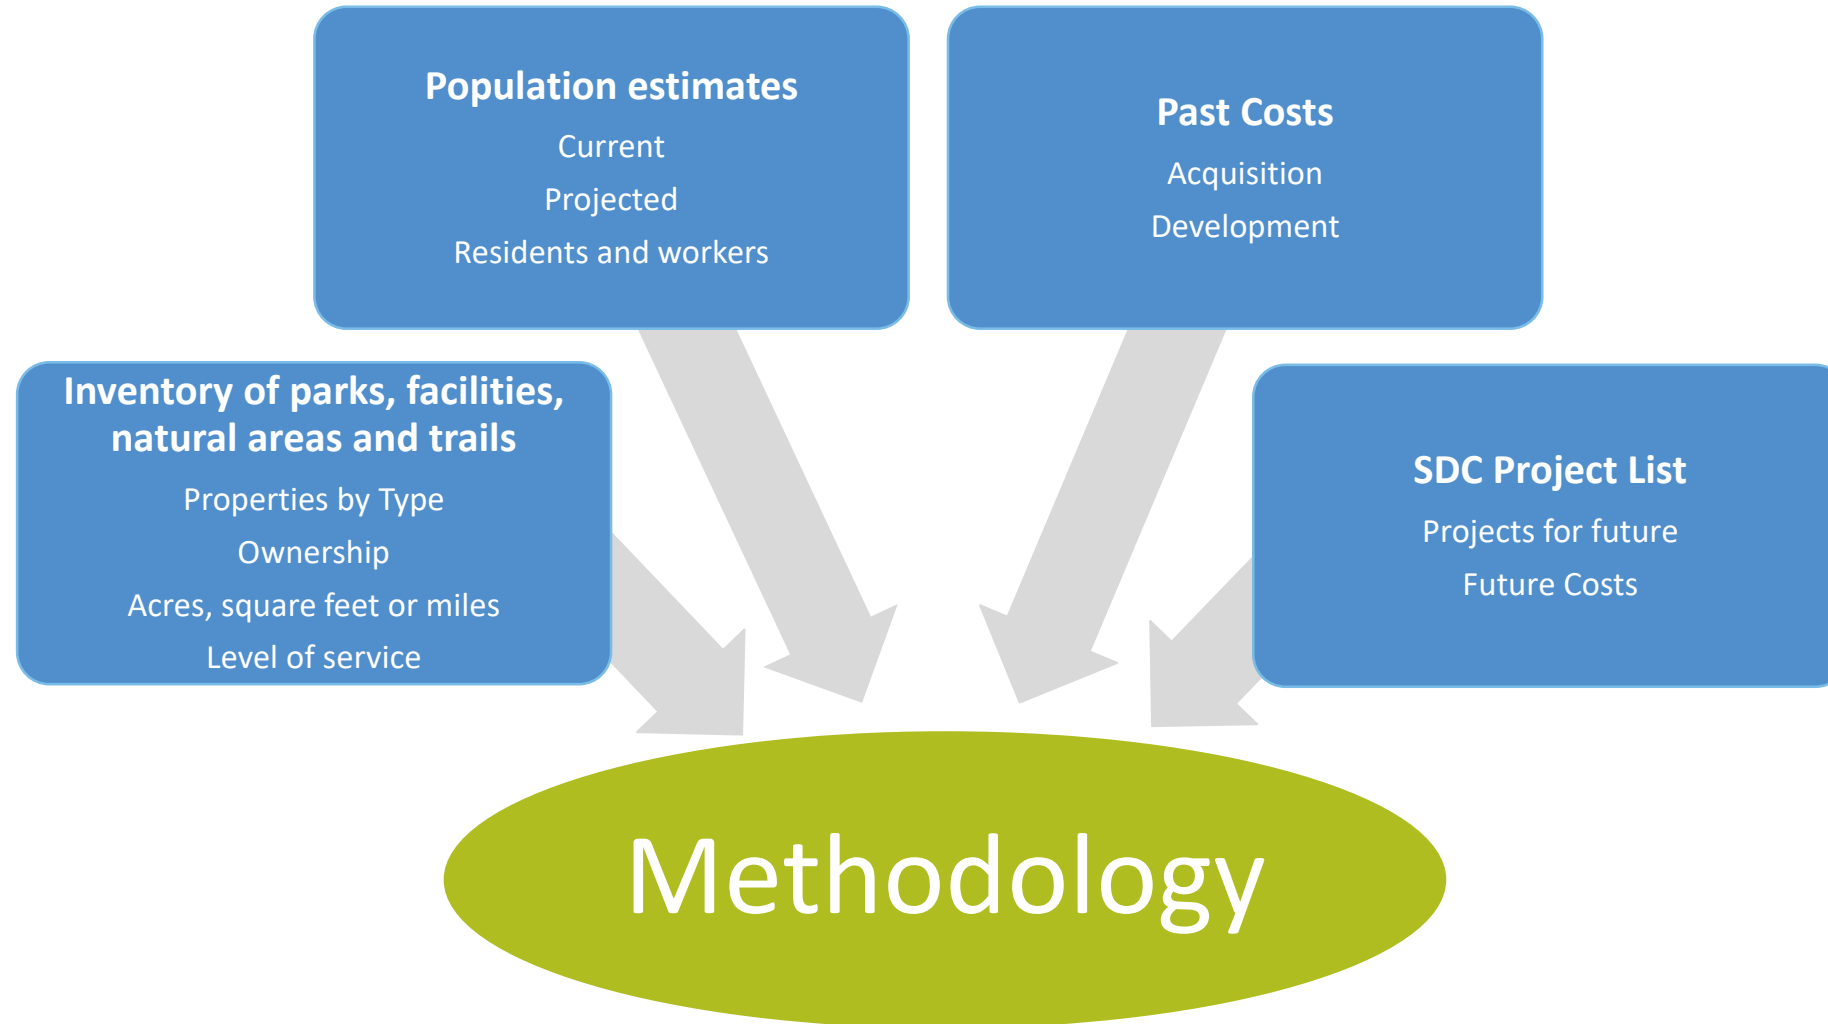 Population estimates
Current
Projected
Residents and workers
Past Costs
Acquisition
Development
Inventory of parks, facilities,
natural areas and trails
Properties by Type
Ownership
Acres, square feet or miles
Level of service
SDC Project List
Projects for future
Future Costs
Methodology